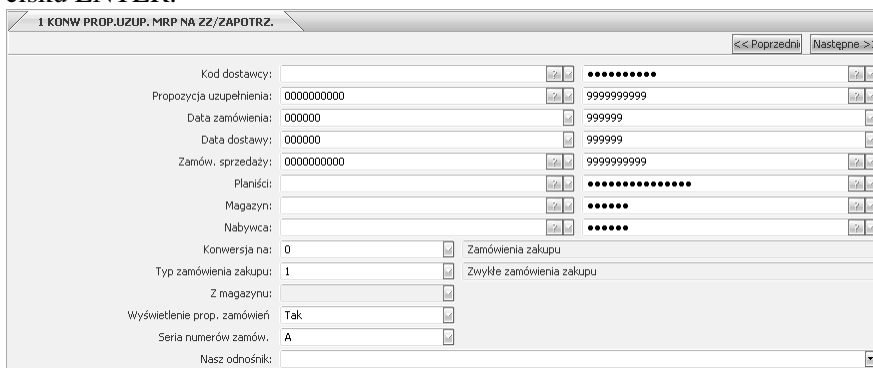 cisku ENTER.
1 KONW PROP.UZUP. MRP NA ZZ/ZAPOTRZ.
<< Poprzedni Następne >>
Kod dostawcy: ●●●●●●●●●●
Propozycja uzupełnienia: 0000000000 9999999999
Data zamówienia: 000000 999999
Data dostawy: 000000 999999
Zamów. sprzedaży: 0000000000 9999999999
Planiści: ●●●●●●●●●●●●●●●
Magazyn: ●●●●●●
Nabywca: ●●●●●●
Konwersja na: 0 Zamówienia zakupu
Typ zamówienia zakupu: 1 Zwykłe zamówienia zakupu
Z magazynu:
Wyświetlenie prop. zamówień Tak
Seria numerów zamów. A
Nasz odnośnik: